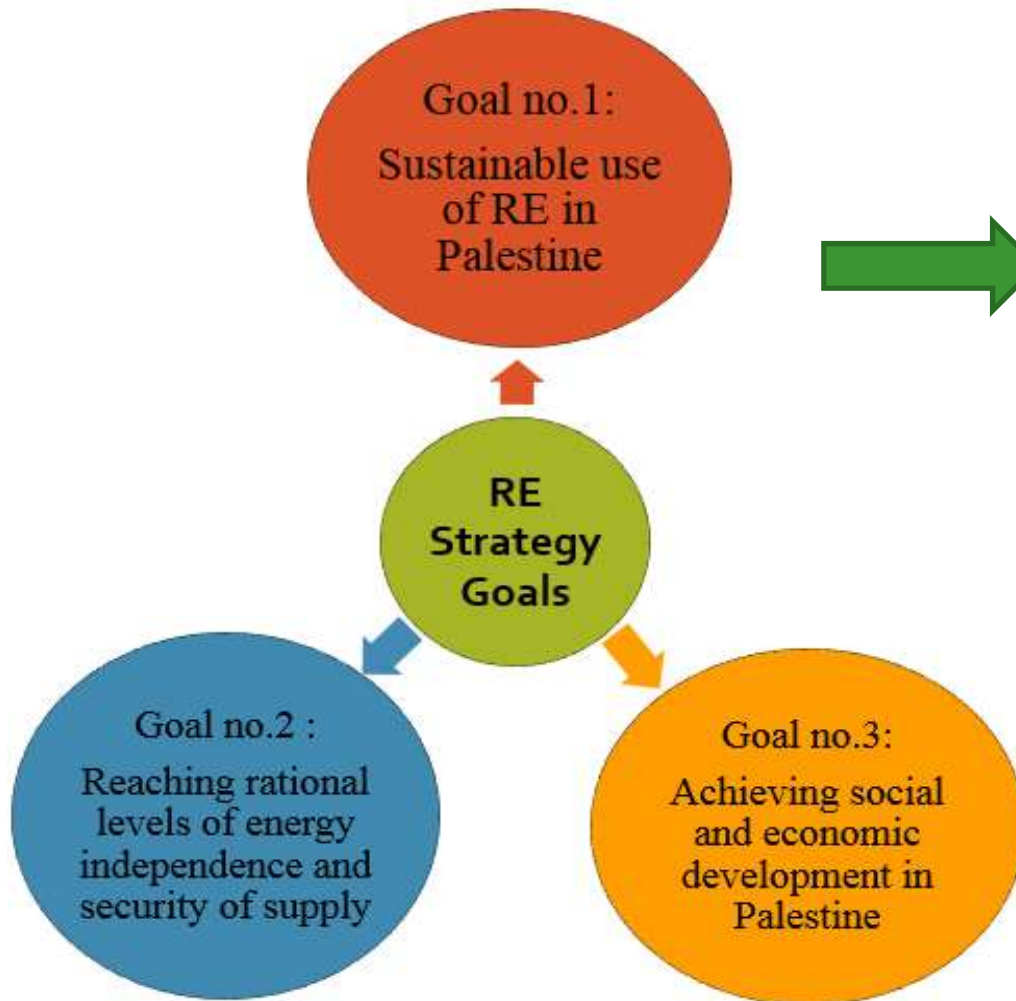 Goal no.1:
Sustainable use
of RE in
Palestine
RE
Strategy
Goals
Goal no.2 :
Reaching rational
levels of energy
independence and
security of supply
Goal no.3:
Achieving social
and economic
development in
Palestine